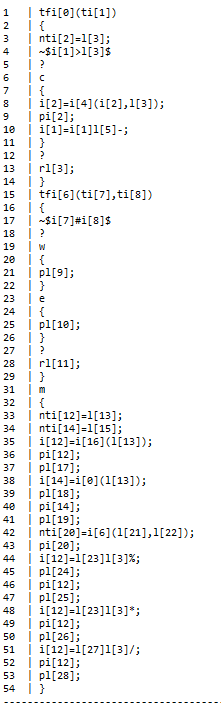 1 | tfi[0](ti[1])
2 | {
3 | nti[2]=l[3];
4 | ~$i[1]>l[3]$
5 | ?
6 | c
7 | {
8 | i[2]=i[4](i[2],l[3]);
9 | pi[2];
10 | i[1]=i[1]l[5]-;
11 | }
12 | ?
13 | rl[3];
14 | }
15 | tfi[6](ti[7],ti[8])
16 | {
17 | ~$i[7]#i[8]$
18 | ?
19 | w
20 | {
21 | pl[9];
22 | }
23 | e
24 | {
25 | pl[10];
26 | }
27 | ?
28 | rl[11];
29 | }
31 | m
32 | {
33 | nti[12]=l[13];
34 | nti[14]=l[15];
35 | i[12]=i[16](l[13]);
36 | pi[12];
37 | pl[17];
38 | i[14]=i[0](l[13]);
39 | pl[18];
40 | pi[14];
41 | pl[19];
42 | nti[20]=i[6](l[21],l[22]);
43 | pi[20];
44 | i[12]=l[23]l[3]%;
45 | pl[24];
46 | pi[12];
47 | pl[25];
48 | i[12]=l[23]l[3]*;
49 | pi[12];
50 | pl[26];
51 | i[12]=l[27]l[3]/;
52 | pi[12];
53 | pl[28];
54 | }